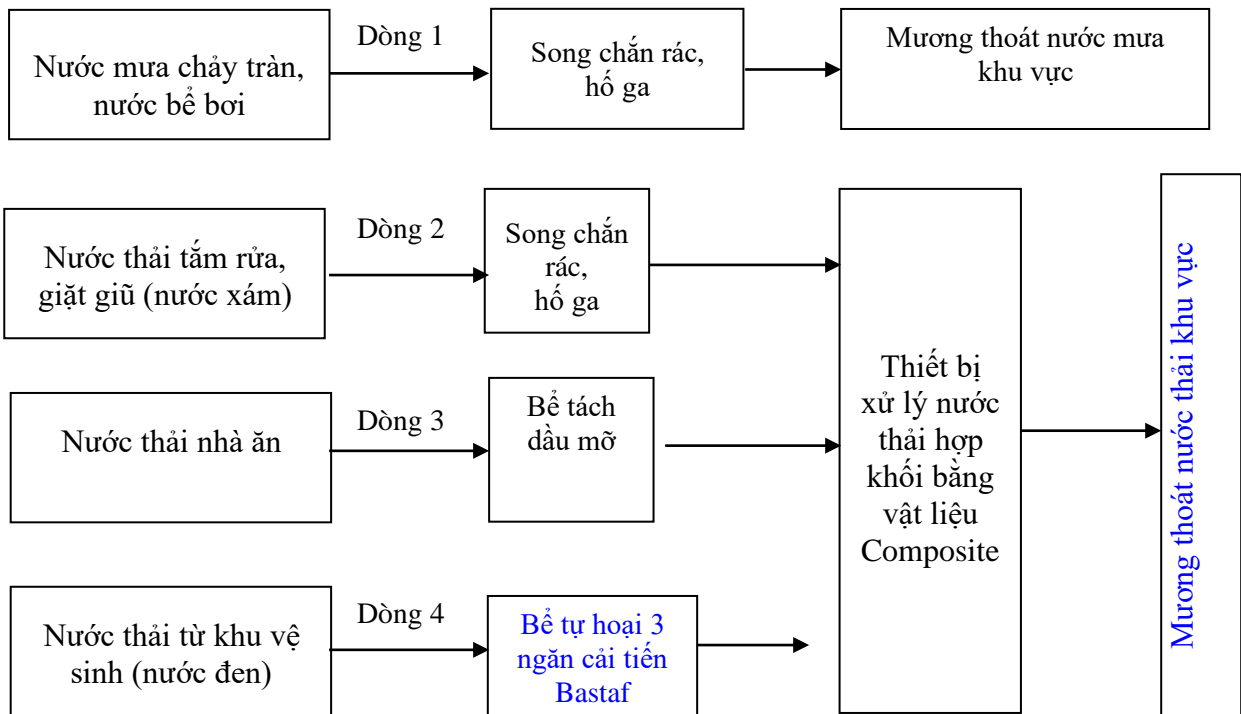 Nước mưa chảy tràn,
nước bể bơi
Dòng 1
Song chắn rác,
hố ga
Mương thoát nước mưa
khu vực
Nước thải tắm rửa,
giặt giũ (nước xám)
Dòng 2
Song chắn
rác,
hố ga
Nước thải nhà ăn
Dòng 3
Bể tách
dầu mỡ
Nước thải từ khu vệ
sinh (nước đen)
Dòng 4
Bể tự hoại 3
ngăn cải tiến
Bastaf
Thiết bị
xử lý nước
thải hợp
khối bằng
vật liệu
Composite
Mương thoát nước thải khu vực